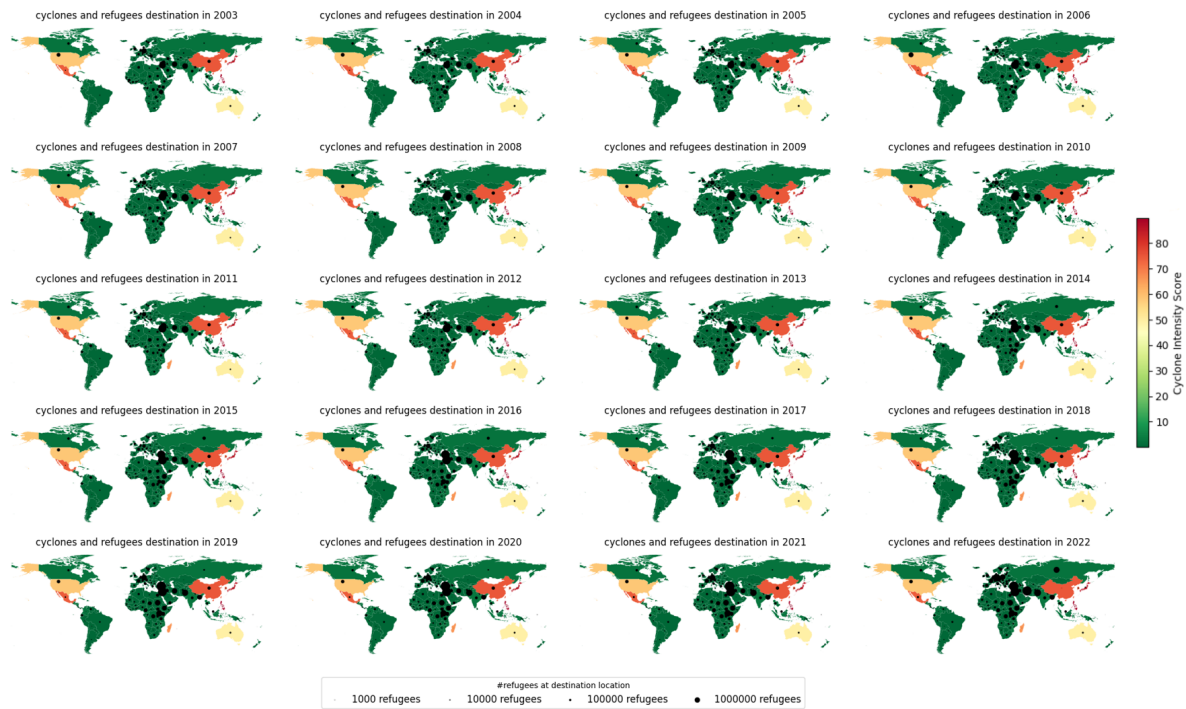 cyclones and refugees destination in 2003
cyclones and refugees destination in 2004
cyclones and refugees destination in 2005
cyclones and refugees destination in 2006
cyclones and refugees destination in 2007
cyclones and refugees destination in 2008
cyclones and refugees destination in 2009
cyclones and refugees destination in 2010
cyclones and refugees destination in 2011
cyclones and refugees destination in 2012
cyclones and refugees destination in 2013
cyclones and refugees destination in 2014
cyclones and refugees destination in 2015
cyclones and refugees destination in 2016
cyclones and refugees destination in 2017
cyclones and refugees destination in 2018
cyclones and refugees destination in 2019
cyclones and refugees destination in 2020
cyclones and refugees destination in 2021
cyclones and refugees destination in 2022
80
70
60
50
40
30
20
10
Cyclone Intensity Score
#refugees at destination location
1000 refugees
10000 refugees
100000 refugees
1000000 refugees